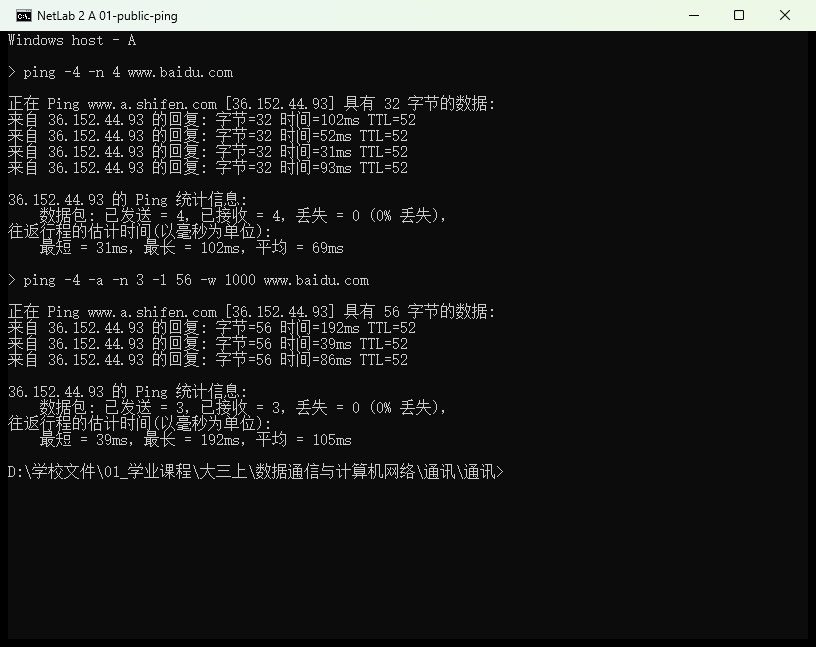 NetLab 2 A 01-public-ping
Windows host - A
> ping -4 -n 4 www.baidu.com
正在 Ping www.a.shifen.com [36.152.44.93] 具有 32 字节的数据:
来自 36.152.44.93 的回复: 字节=32 时间=102ms TTL=52
来自 36.152.44.93 的回复: 字节=32 时间=52ms TTL=52
来自 36.152.44.93 的回复: 字节=32 时间=31ms TTL=52
来自 36.152.44.93 的回复: 字节=32 时间=93ms TTL=52
36.152.44.93 的 Ping 统计信息:
数据包: 已发送 = 4, 已接收 = 4, 丢失 = 0 (0% 丢失),
往返行程的估计时间(以毫秒为单位):
最短 = 31ms, 最长 = 102ms, 平均 = 69ms
> ping -4 -a -n 3 -l 56 -w 1000 www.baidu.com
正在 Ping www.a.shifen.com [36.152.44.93] 具有 56 字节的数据:
来自 36.152.44.93 的回复: 字节=56 时间=192ms TTL=52
来自 36.152.44.93 的回复: 字节=56 时间=39ms TTL=52
来自 36.152.44.93 的回复: 字节=56 时间=86ms TTL=52
36.152.44.93 的 Ping 统计信息:
数据包: 已发送 = 3, 已接收 = 3, 丢失 = 0 (0% 丢失),
往返行程的估计时间(以毫秒为单位):
最短 = 39ms, 最长 = 192ms, 平均 = 105ms
D:\学校文件\01_学业课程\大三上\数据通信与计算机网络\通讯\通讯>